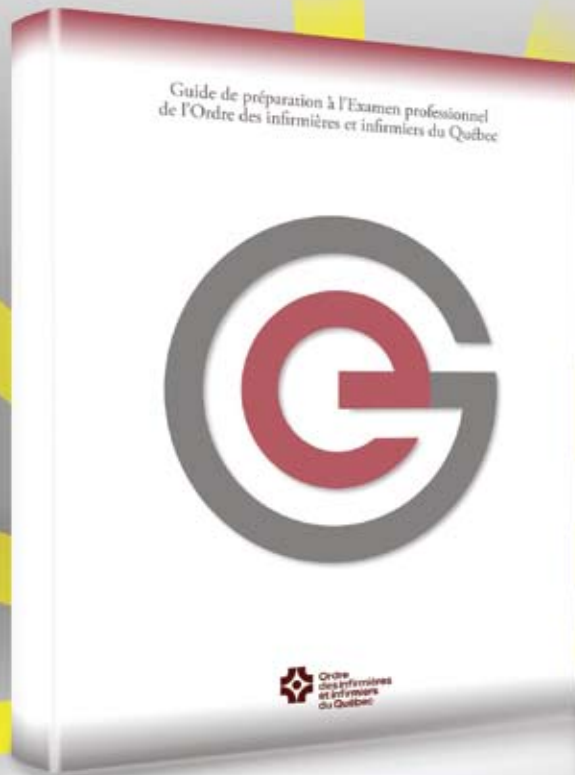 Guide de préparation à l'Examen professionnel
de l'Ordre des infirmières et infirmiers du Québec
Ge
Ordre
des infirmières
et infirmiers
du Québec